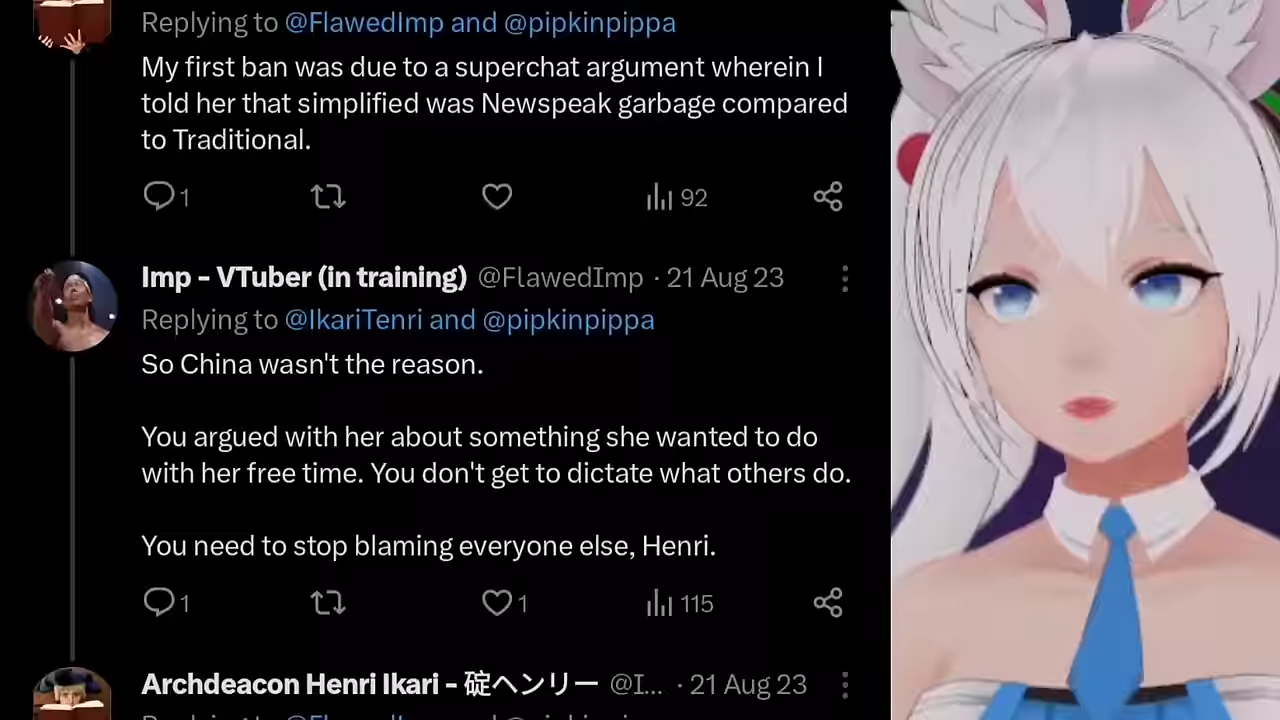 Replying to @FlawedImp and @pipkinpippa
My first ban was due to a superchat argument wherein I
told her that simplified was Newspeak garbage compared
to Traditional.
1
92
Imp - VTuber (in training) @FlawedImp · 21 Aug 23
Replying to @IkariTenri and @pipkinpippa
So China wasn't the reason.
You argued with her about something she wanted to do
with her free time. You don't get to dictate what others do.
You need to stop blaming everyone else, Henri.
1
1
115
Archdeacon Henri Ikari - 碇ヘンリー @I... · 21 Aug 23
Replying to